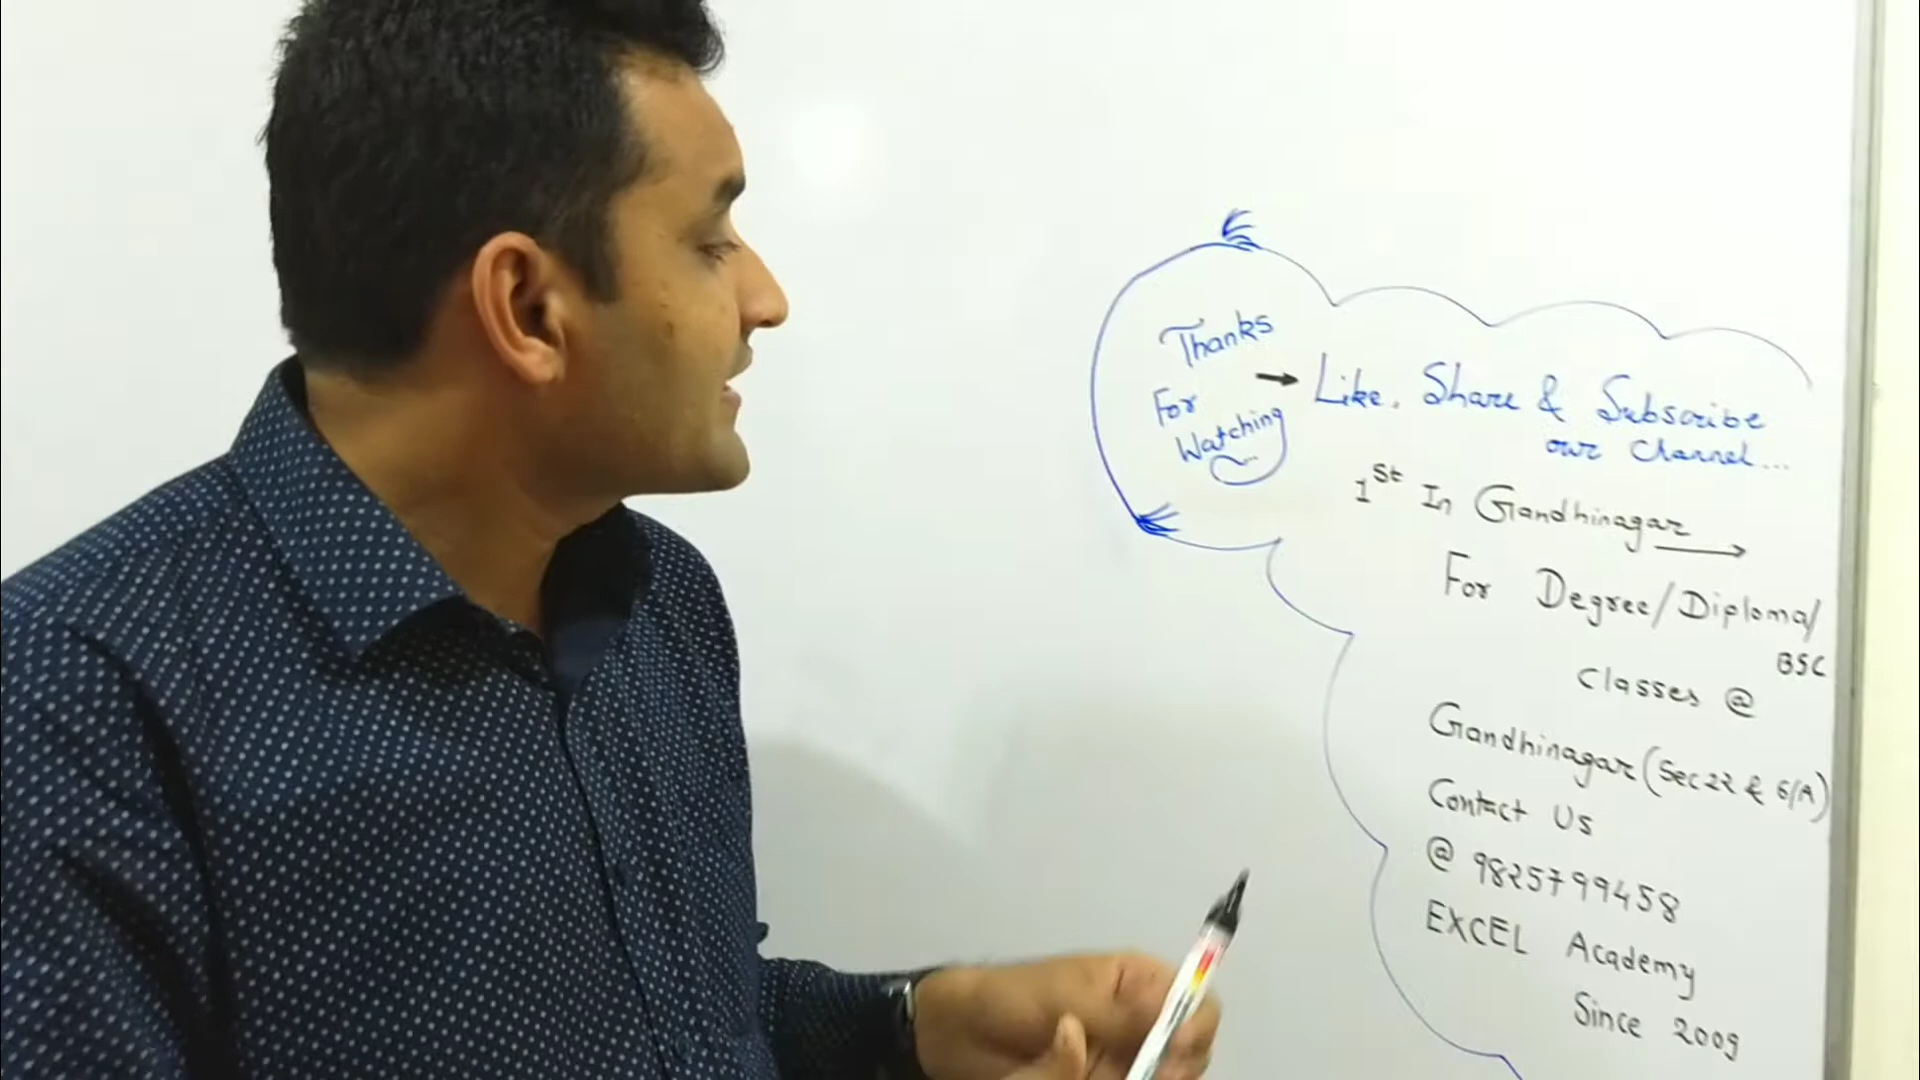 Thanks
For
Watching...
→ Like, Share & Subscribe
our Channel...
1st In Gandhinagar →
For Degree/Diploma/
BSC
Classes @
Gandhinagar (Sec 22 & 6/A)
Contact Us
@ 9825799458
EXCEL Academy
Since 2009